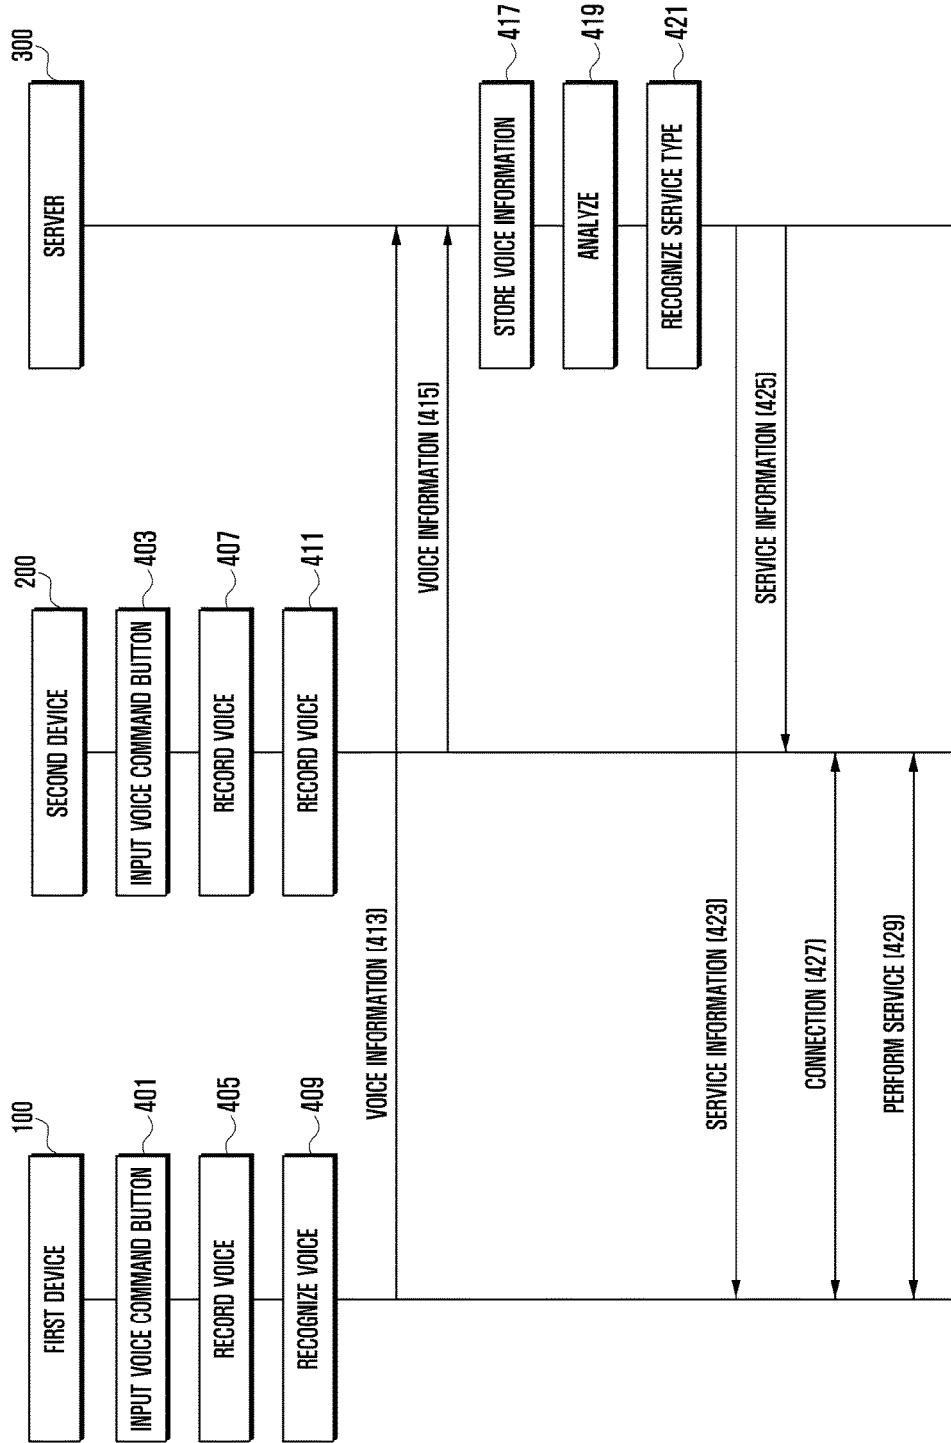 100
FIRST DEVICE
200
SECOND DEVICE
300
SERVER
401
INPUT VOICE COMMAND BUTTON
403
INPUT VOICE COMMAND BUTTON
405
RECORD VOICE
407
RECORD VOICE
409
RECOGNIZE VOICE
411
RECORD VOICE
VOICE INFORMATION (413)
VOICE INFORMATION (415)
417
STORE VOICE INFORMATION
419
ANALYZE
421
RECOGNIZE SERVICE TYPE
SERVICE INFORMATION (423)
SERVICE INFORMATION (425)
CONNECTION (427)
PERFORM SERVICE (429)